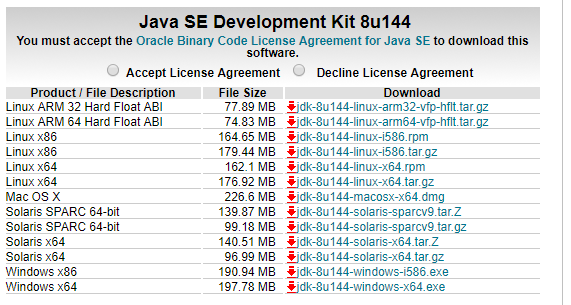 Java SE Development Kit 8u144
You must accept the Oracle Binary Code License Agreement for Java SE to download this
software.
Accept License Agreement Decline License Agreement
Product / File Description File Size Download
Linux ARM 32 Hard Float ABI 77.89 MB jdk-8u144-linux-arm32-vfp-hflt.tar.gz
Linux ARM 64 Hard Float ABI 74.83 MB jdk-8u144-linux-arm64-vfp-hflt.tar.gz
Linux x86 164.65 MB jdk-8u144-linux-i586.rpm
Linux x86 179.44 MB jdk-8u144-linux-i586.tar.gz
Linux x64 162.1 MB jdk-8u144-linux-x64.rpm
Linux x64 176.92 MB jdk-8u144-linux-x64.tar.gz
Mac OS X 226.6 MB jdk-8u144-macosx-x64.dmg
Solaris SPARC 64-bit 139.87 MB jdk-8u144-solaris-sparcv9.tar.Z
Solaris SPARC 64-bit 99.18 MB jdk-8u144-solaris-sparcv9.tar.gz
Solaris x64 140.51 MB jdk-8u144-solaris-x64.tar.Z
Solaris x64 96.99 MB jdk-8u144-solaris-x64.tar.gz
Windows x86 190.94 MB jdk-8u144-windows-i586.exe
Windows x64 197.78 MB jdk-8u144-windows-x64.exe